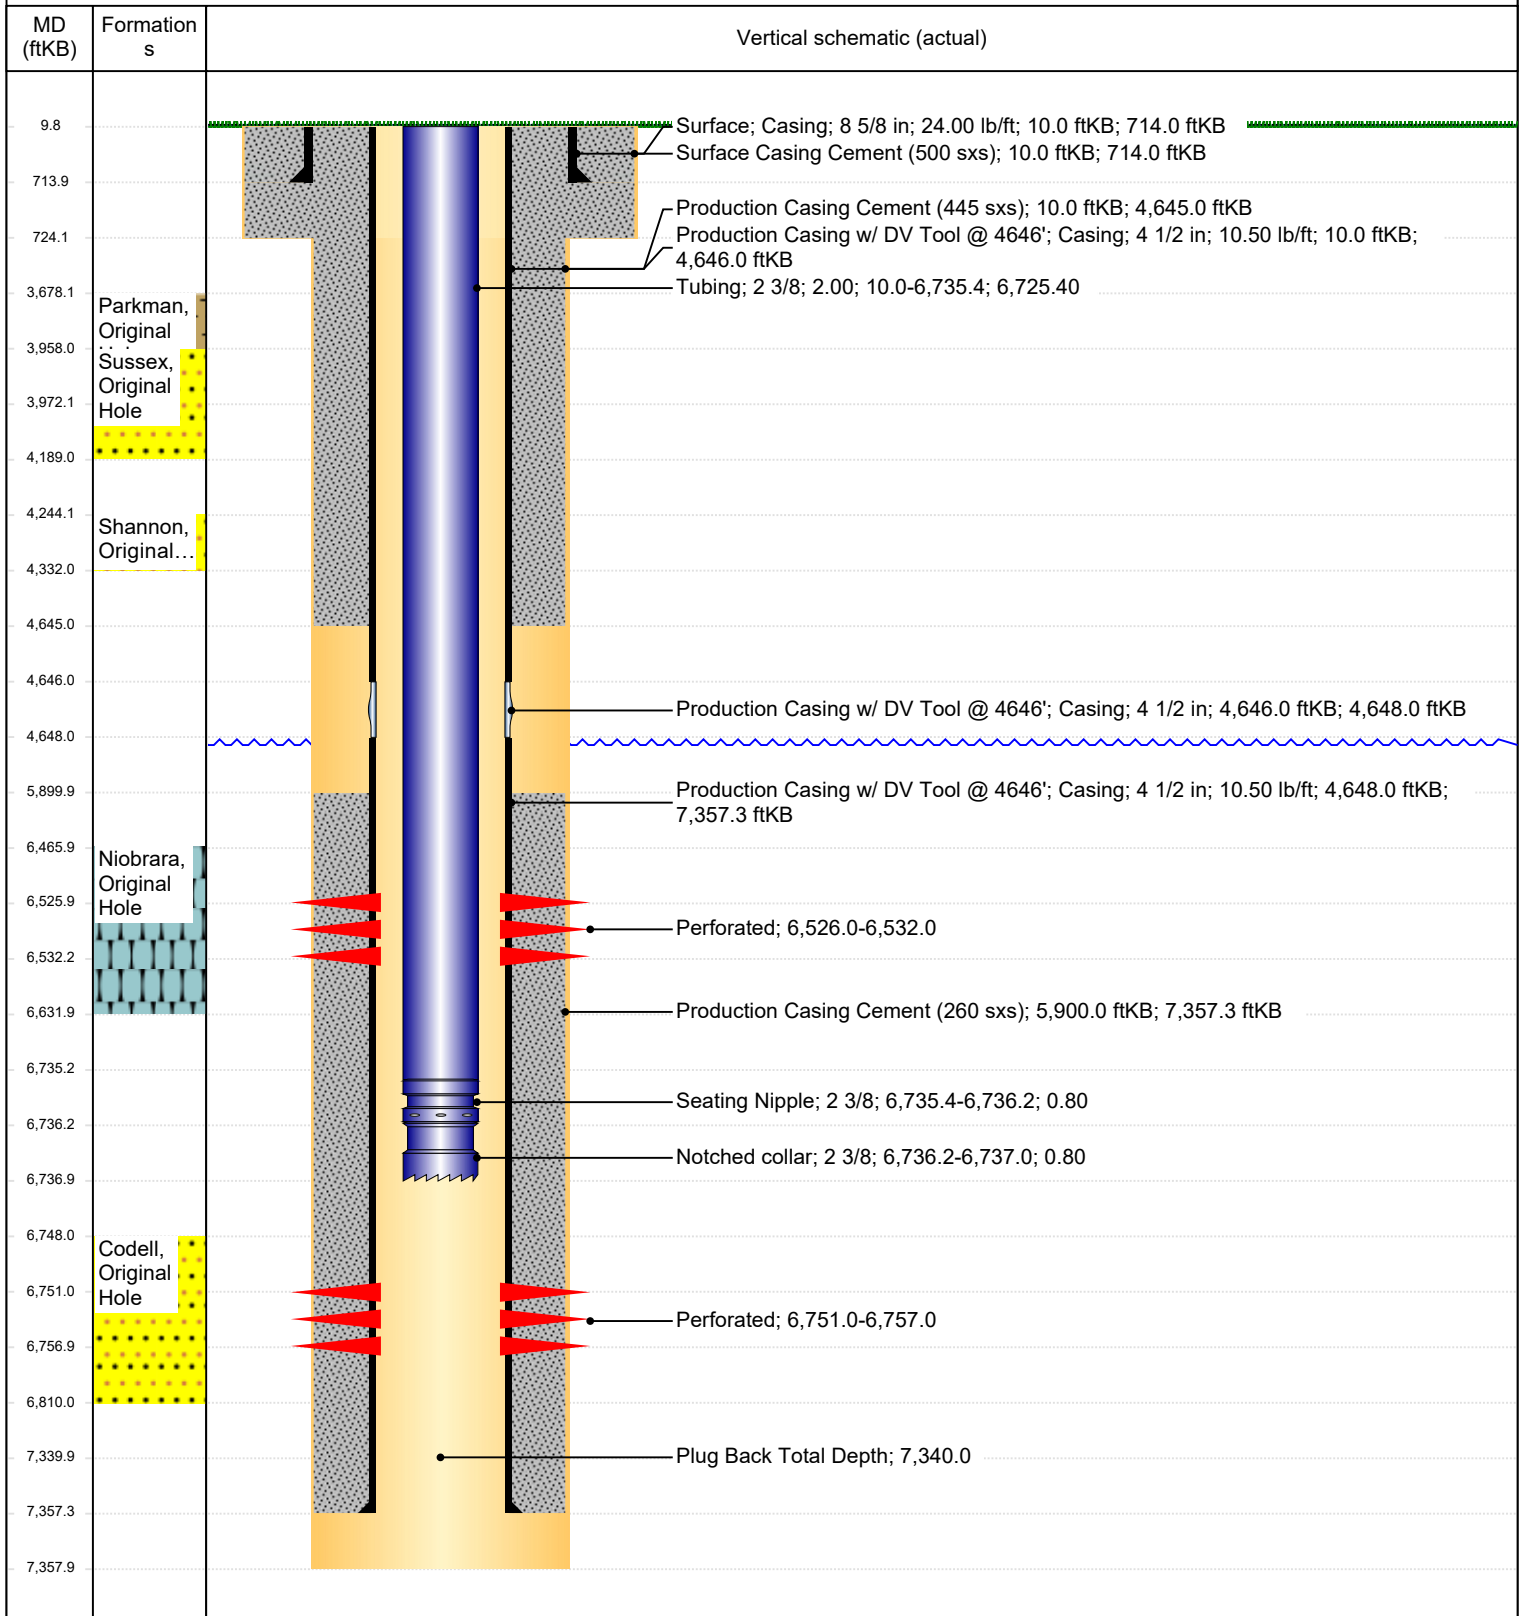 MD
(ftKB)
Formation
s
Vertical schematic (actual)
9.8
Surface; Casing; 8 5/8 in; 24.00 lb/ft; 10.0 ftKB; 714.0 ftKB
Surface Casing Cement (500 sxs); 10.0 ftKB; 714.0 ftKB
713.9
Production Casing Cement (445 sxs); 10.0 ftKB; 4,645.0 ftKB
724.1
Production Casing w/ DV Tool @ 4646'; Casing; 4 1/2 in; 10.50 lb/ft; 10.0 ftKB;
4,646.0 ftKB
Tubing; 2 3/8; 2.00; 10.0-6,735.4; 6,725.40
3,678.1
Parkman,
Original
3,958.0
Sussex,
Original
Hole
3,972.1
4,189.0
4,244.1
Shannon,
Original…
4,332.0
4,645.0
4,646.0
Production Casing w/ DV Tool @ 4646'; Casing; 4 1/2 in; 4,646.0 ftKB; 4,648.0 ftKB
4,648.0
5,899.9
Production Casing w/ DV Tool @ 4646'; Casing; 4 1/2 in; 10.50 lb/ft; 4,648.0 ftKB;
7,357.3 ftKB
6,465.9
Niobrara,
Original
Hole
6,525.9
Perforated; 6,526.0-6,532.0
6,532.2
Production Casing Cement (260 sxs); 5,900.0 ftKB; 7,357.3 ftKB
6,631.9
6,735.2
Seating Nipple; 2 3/8; 6,735.4-6,736.2; 0.80
6,736.2
Notched collar; 2 3/8; 6,736.2-6,737.0; 0.80
6,736.9
6,748.0
Codell,
Original
Hole
6,751.0
Perforated; 6,751.0-6,757.0
6,756.9
6,810.0
7,339.9
Plug Back Total Depth; 7,340.0
7,357.3
7,357.9